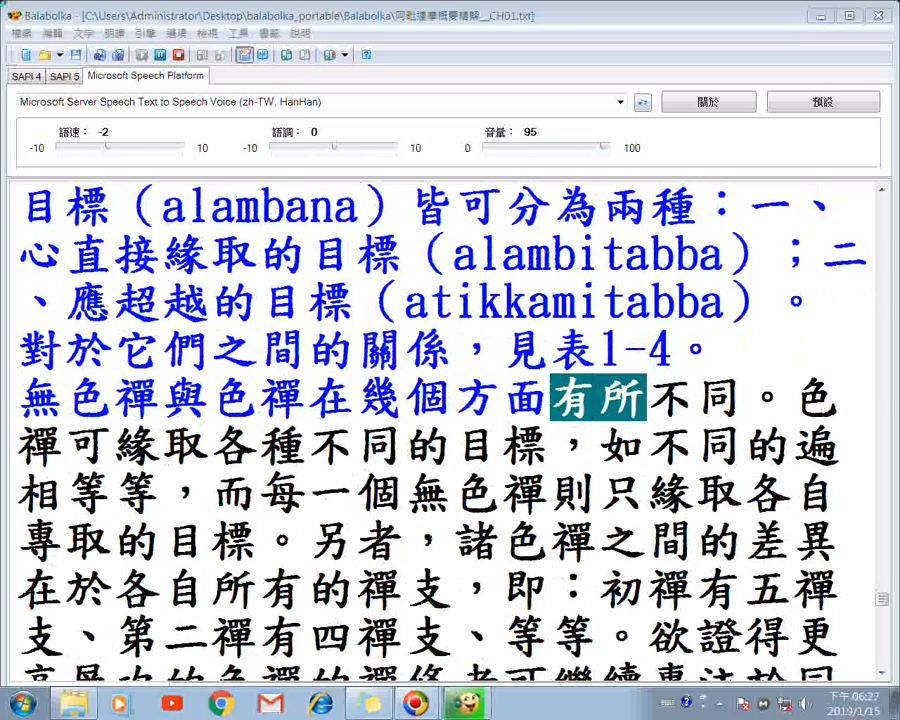 Balabolka - [C:\Users\Administrator\Desktop\balabolka_portable\Balabolka\阿毗達摩概要精解__CH01.txt]
檔案 編輯 文字 朗讀 引擎 選項 檢視 工具 書籤 說明
SAPI 4 SAPI 5 Microsoft Speech Platform
Microsoft Server Speech Text to Speech Voice (zh-TW, HanHan) 關於 預設
語速: -2 語調: 0 音量: 95
-10 10 -10 10 0 100
目標（alambana）皆可分為兩種：一、
心直接緣取的目標（alambitabba）；二
、應超越的目標（atikkamitabba）。
對於它們之間的關係，見表1-4。
無色禪與色禪在幾個方面有所不同。色
禪可緣取各種不同的目標，如不同的遍
相等等，而每一個無色禪則只緣取各自
專取的目標。另者，諸色禪之間的差異
在於各自所有的禪支，即：初禪有五禪
支、第二禪有四禪支、等等。欲證得更
下午 06:27
2019/1/15